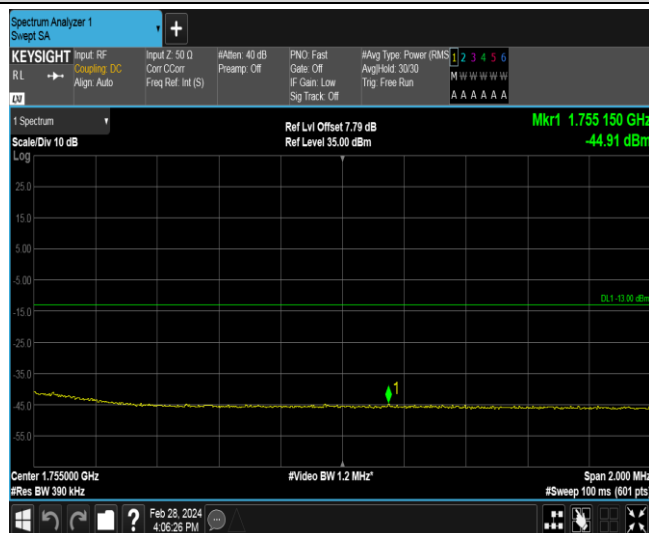 Spectrum Analyzer 1
Swept SA
KEYSIGHT
RL
LXI
Input: RF
Coupling: DC
Align: Auto
Input Z: 50 Ω
Corr CCorr
Freq Ref: Int (S)
#Atten: 40 dB
Preamp: Off
PNO: Fast
Gate: Off
IF Gain: Low
Sig Track: Off
#Avg Type: Power (RMS
Avg|Hold: 30/30
Trig: Free Run
1 2 3 4 5 6
M W W W W W
A A A A A A
1 Spectrum
Scale/Div 10 dB
Log
Ref Lvl Offset 7.79 dB
Ref Level 35.00 dBm
Mkr1 1.755 150 GHz
-44.91 dBm
25.0
15.0
5.00
-5.00
DL1 -13.00 dBm
-15.0
-25.0
-35.0
1
-45.0
-55.0
Center 1.755000 GHz
#Video BW 1.2 MHz*
Span 2.000 MHz
#Res BW 390 kHz
#Sweep 100 ms (601 pts)
Feb 28, 2024
4:06:26 PM